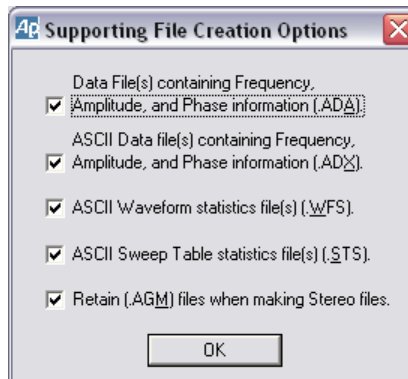 Ap Supporting File Creation Options
Data File(s) containing Frequency,
Amplitude, and Phase information (.ADA).
ASCII Data file(s) containing Frequency,
Amplitude, and Phase information (.ADX).
ASCII Waveform statistics file(s) (.WFS).
ASCII Sweep Table statistics file(s) (.STS).
Retain (.AGM) files when making Stereo files.
OK